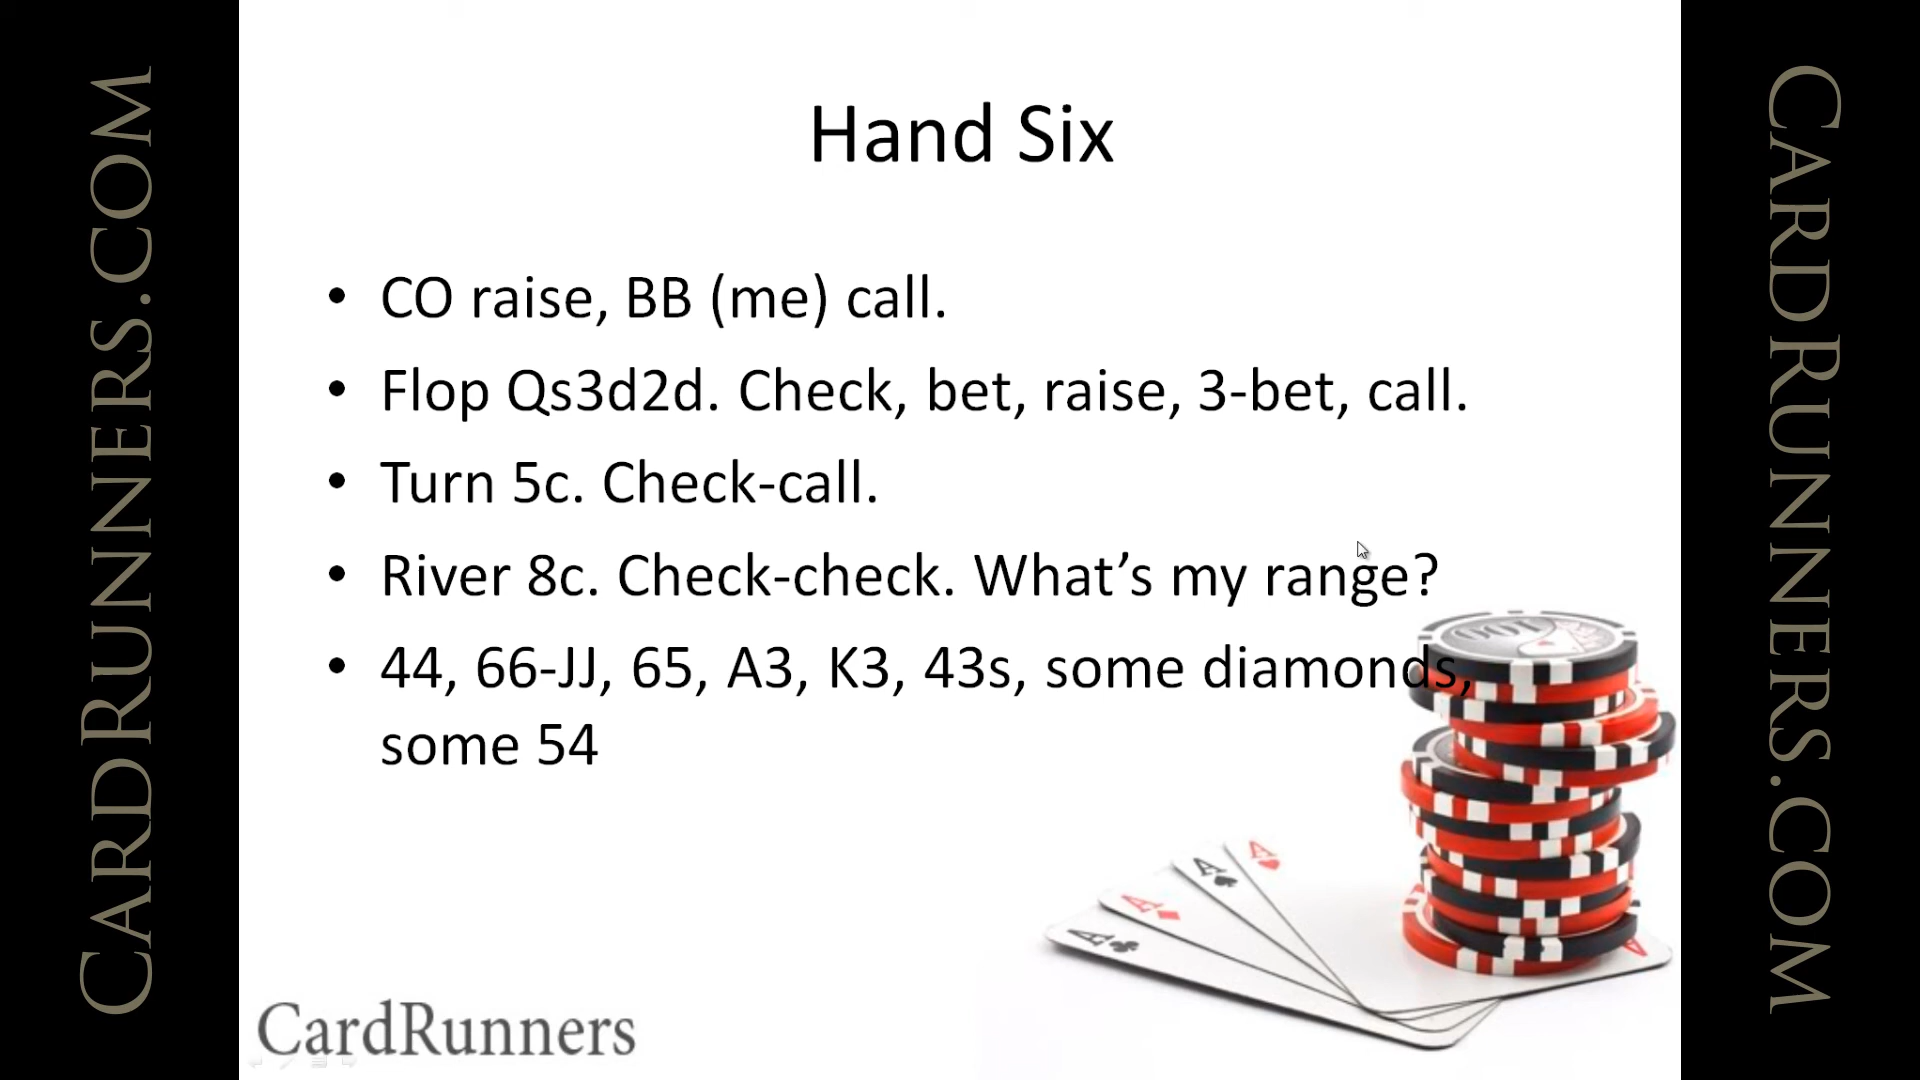 CARDRUNNERS.COM
Hand Six
• CO raise, BB (me) call.
• Flop Qs3d2d. Check, bet, raise, 3-bet, call.
• Turn 5c. Check-call.
• River 8c. Check-check. What’s my range?
• 44, 66-JJ, 65, A3, K3, 43s, some diamonds,
some 54
A
A
A
A
A
100
CardRunners
CARDRUNNERS.COM